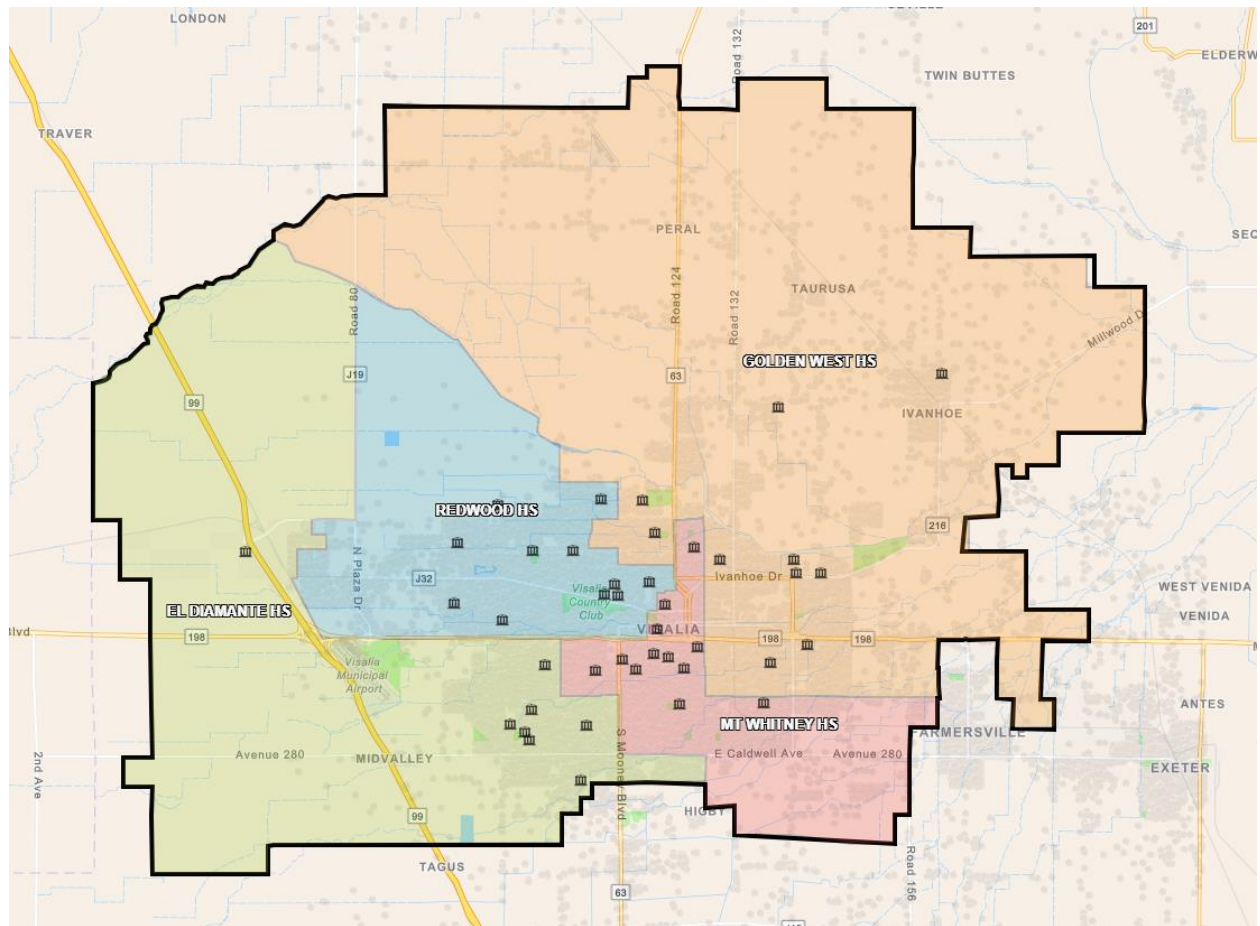 LONDON
201
ELDERW
TWIN BUTTES
Road 132
TRAVER
PERAL
SEC
Road 80
Road 124
Road 132
TAURUSA
Millwood D
GOLDEN WEST HS
J19
63
99
IVANHOE
REDWOOD HS
216
N Plaza Dr
J32
Ivanhoe Dr
Visalia
Country
Club
WEST VENIDA
VENIDA
EL DIAMANTE HS
Blvd
198
VISALIA
198
198
Visalia
Municipal
Airport
ANTES
MT WHITNEY HS
FARMERSVILLE
2nd Ave
Avenue 280
MIDVALLEY
S Mooney Blvd
E Caldwell Ave
Avenue 280
EXETER
99
HIGBY
TAGUS
63
Road 156